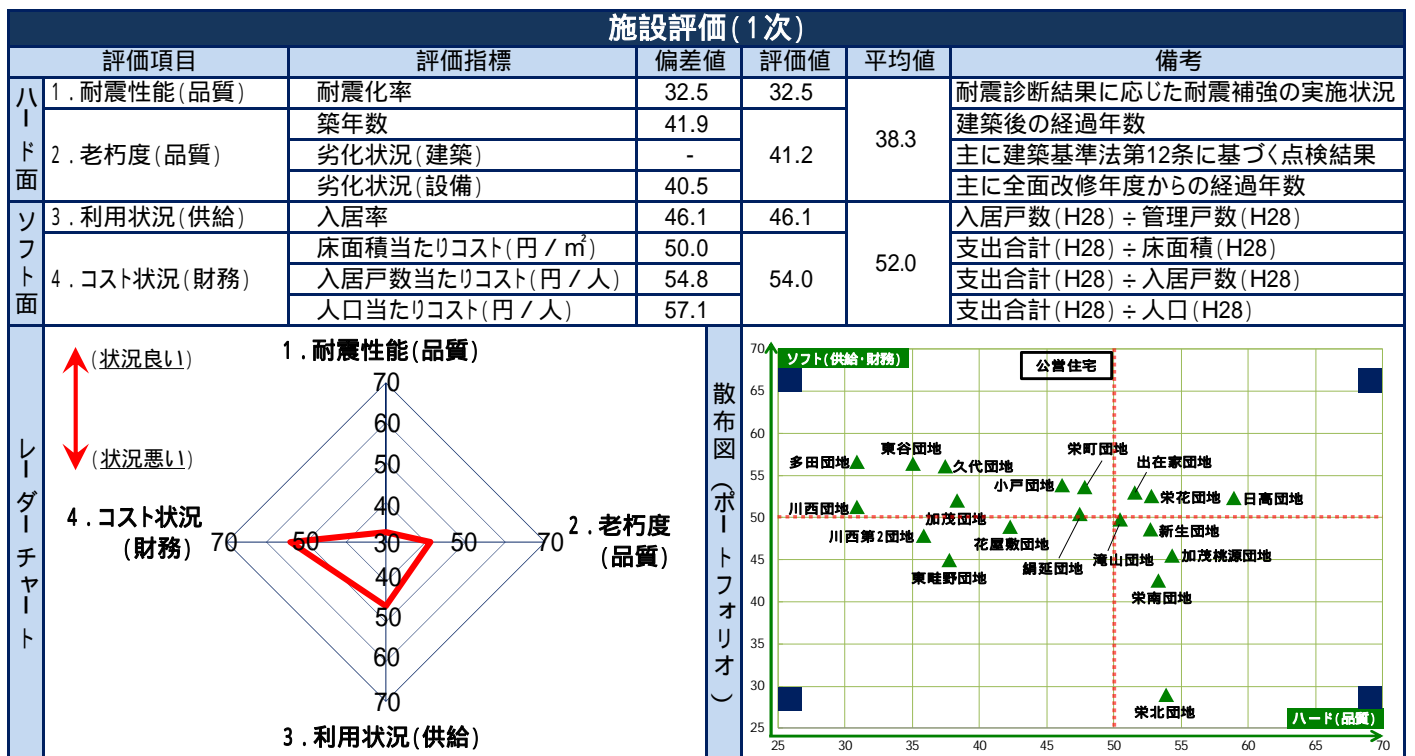 施設評価(1次)
評価項目 評価指標 偏差値 評価値 平均値 備考
ハード面
1．耐震性能(品質) 耐震化率 32.5 32.5 38.3 耐震診断結果に応じた耐震補強の実施状況
2．老朽度(品質) 築年数 41.9 41.2 建築後の経過年数
劣化状況(建築) - 主に建築基準法第12条に基づく点検結果
劣化状況(設備) 40.5 主に全面改修年度からの経過年数
ソフト面
3．利用状況(供給) 入居率 46.1 46.1 52.0 入居戸数(H28)÷管理戸数(H28)
4．コスト状況(財務) 床面積当たりコスト(円／㎡) 50.0 54.0 支出合計(H28)÷床面積(H28)
入居戸数当たりコスト(円／人) 54.8 支出合計(H28)÷入居戸数(H28)
人口当たりコスト(円／人) 57.1 支出合計(H28)÷人口(H28)
レーダーチャート
(状況良い)
(状況悪い)
1．耐震性能(品質)
70
60
50
40
4．コスト状況
(財務)
70 50 30 50 70
2．老朽度
(品質)
40
50
60
70
3．利用状況(供給)
散布図(ポートフォリオ)
70
65
60
55
50
45
40
35
30
25
ソフト(供給・財務)
公営住宅
多田団地
東谷団地
久代団地
栄町団地
小戸団地
出在家団地
栄花団地
日高団地
川西団地
加茂団地
川西第2団地
花屋敷団地
絹延団地
滝山団地
新生団地
加茂桃源団地
東畦野団地
栄南団地
栄北団地
ハード(品質)
25 30 35 40 45 50 55 60 65 70